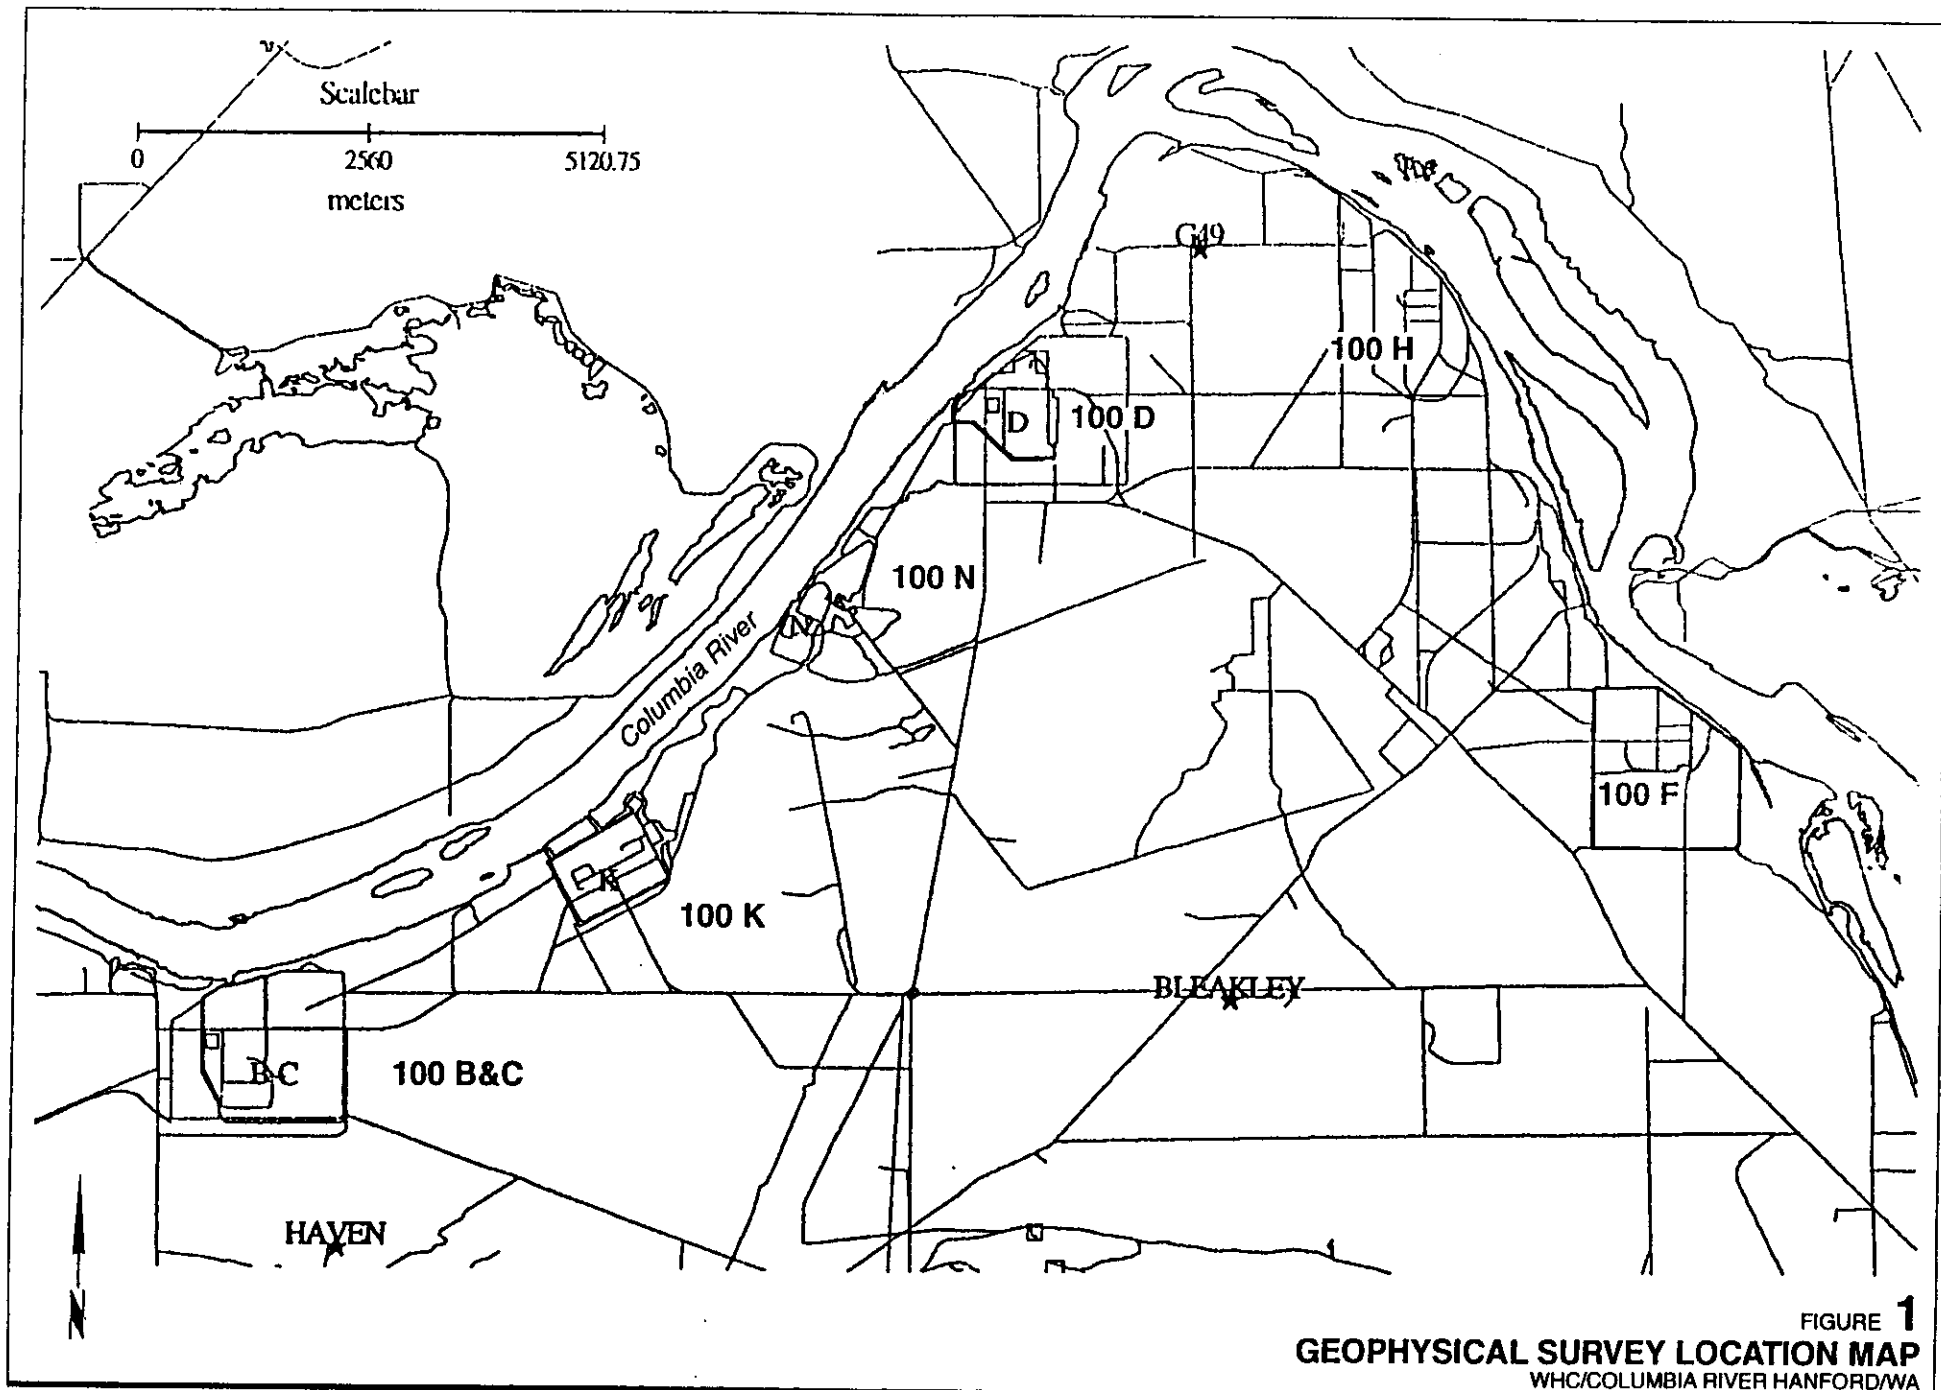 Scalebar
0 2560 5120.75
meters
G49
100 H
D
100 D
100 N
N
Columbia River
100 F
K
100 K
BLEAKLEY
B-C
100 B&C
HAVEN
N
FIGURE 1
GEOPHYSICAL SURVEY LOCATION MAP
WHC/COLUMBIA RIVER HANFORD/WA